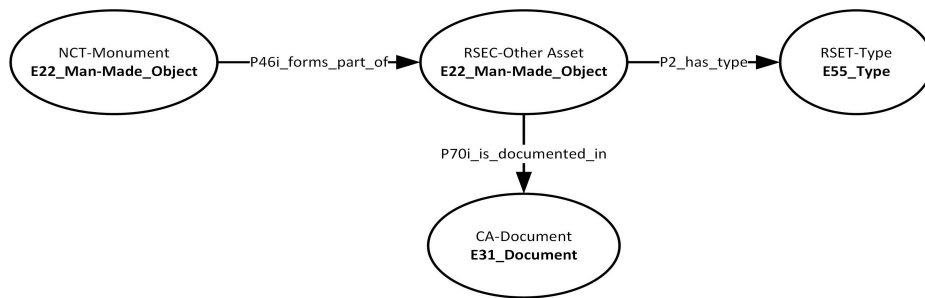 NCT-Monument
E22_Man-Made_Object
P46i_forms_part_of
RSEC-Other Asset
E22_Man-Made_Object
P2_has_type
RSET-Type
E55_Type
P70i_is_documented_in
CA-Document
E31_Document